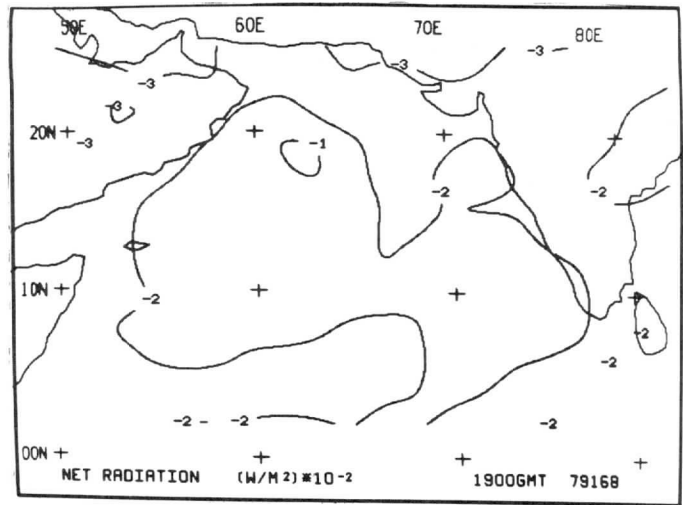 50E 60E 70E 80E
-3 -3
-3
-3
20N -3 -1
-2 -2
10N -2
-2
-2
-2 - -2 -2
00N
NET RADIATION (W/M²)*10⁻² 1900GMT 79168